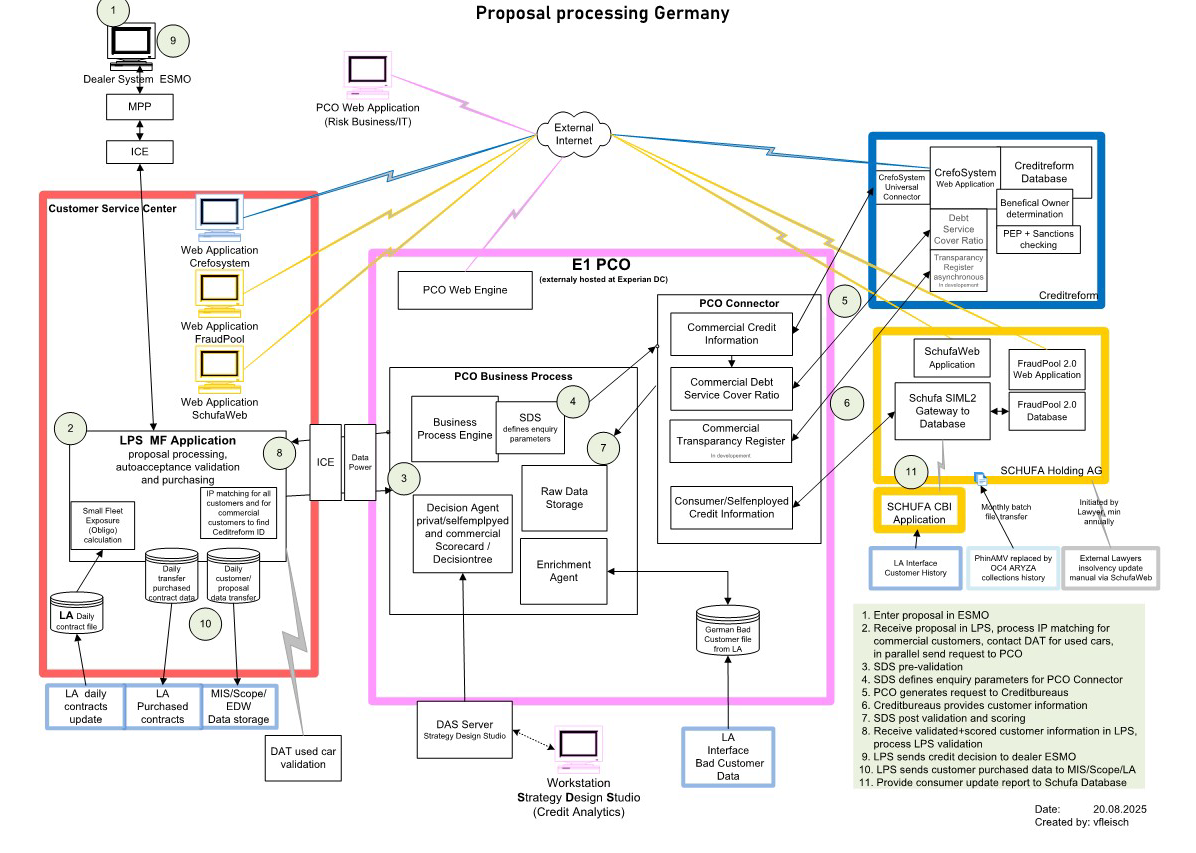 Proposal processing Germany
1
9
Dealer System ESMO
MPP
ICE
PCO Web Application
(Risk Business/IT)
External
Internet
Customer Service Center
Web Application
Crefosystem
Web Application
FraudPool
Web Application
SchufaWeb
2
LPS MF Application
proposal processing,
autoacceptance validation
and purchasing
8
Small Fleet
Exposure
(Obligo)
calculation
IP matching for all
customers and for
commercial
customers to find
Ceditreform ID
LA Daily
contract file
Daily
transfer
purchased
contract data
Daily
customer/
proposal
data transfer
10
LA daily
contracts
update
LA
Purchased
contracts
MIS/Scope/
EDW
Data storage
DAT used car
validation
ICE
Data
Power
E1 PCO
(externaly hosted at Experian DC)
PCO Web Engine
PCO Business Process
Business
Process Engine
SDS
defines enquiry
parameters
4
7
3
Decision Agent
privat/selfemplpyed
and commercial
Scorecard /
Decisiontree
Raw Data
Storage
Enrichment
Agent
PCO Connector
Commercial Credit
Information
Commercial Debt
Service Cover Ratio
Commercial
Transparancy Register
In developement
Consumer/Selfenployed
Credit Information
German Bad
Customer file
from LA
DAS Server
Strategy Design Studio
Workstation
Strategy Design Studio
(Credit Analytics)
LA
Interface
Bad Customer
Data
5
6
CrefoSystem
Universal
Connector
CrefoSystem
Web Application
Creditreform
Database
Benefical Owner
determination
PEP + Sanctions
checking
Debt
Service
Cover Ratio
Transparancy
Register
asynchronous
In developement
Creditreform
SchufaWeb
Application
FraudPool 2.0
Web Application
Schufa SIML2
Gateway to
Database
FraudPool 2.0
Database
11
SCHUFA Holding AG
SCHUFA CBI
Application
Monthly batch
file transfer
Initiated by
Lawyer, min
annually
LA Interface
Customer History
PhinAMV replaced by
OC4 ARYZA
collections history
External Lawyers
insolvency update
manual via SchufaWeb
1. Enter proposal in ESMO
2. Receive proposal in LPS, process IP matching for
commercial customers, contact DAT for used cars,
in parallel send request to PCO
3. SDS pre-validation
4. SDS defines enquiry parameters for PCO Connector
5. PCO generates request to Creditbureaus
6. Creditbureaus provides customer information
7. SDS post validation and scoring
8. Receive validated+scored customer information in LPS,
process LPS validation
9. LPS sends credit decision to dealer ESMO
10. LPS sends customer purchased data to MIS/Scope/LA
11. Provide consumer update report to Schufa Database
Date: 20.08.2025
Created by: vfleisch